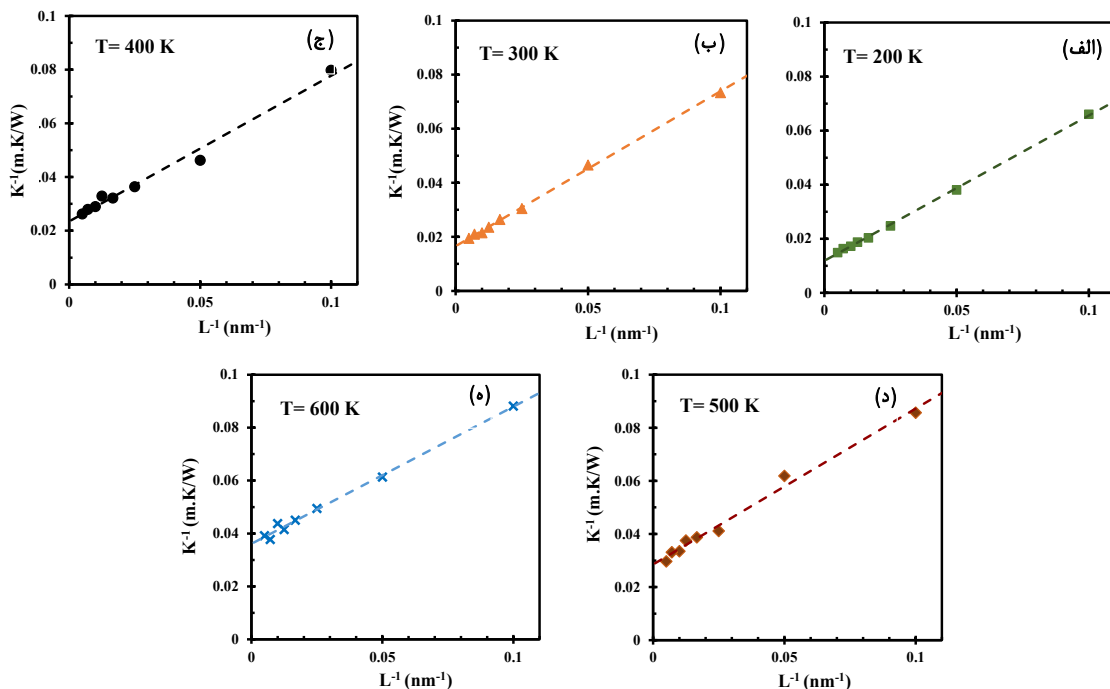 (الف)
T= 200 K
0.1
0.08
0.06
0.04
0.02
0
0
0.05
0.1
L⁻¹ (nm⁻¹)
(ب)
T= 300 K
K⁻¹ (m.K/W)
0.1
0.08
0.06
0.04
0.02
0
0
0.05
0.1
L⁻¹ (nm⁻¹)
(ج)
T= 400 K
K⁻¹(m.K/W)
0.1
0.08
.06
.04
0.02
0
0
0.05
0.1
L⁻¹ (nm⁻¹)
(د)
T= 500 K
K⁻¹ (m.K/W)
0.1
0.08
0.06
0.04
0.02
0
0
0.05
0.1
L⁻¹ (nm⁻¹)
(ه)
T= 600 K
K⁻¹ (m.K/W)
0.1
0.08
0.06
0.04
0.02
0
0
0.05
0.1
L⁻¹ (nm⁻¹)